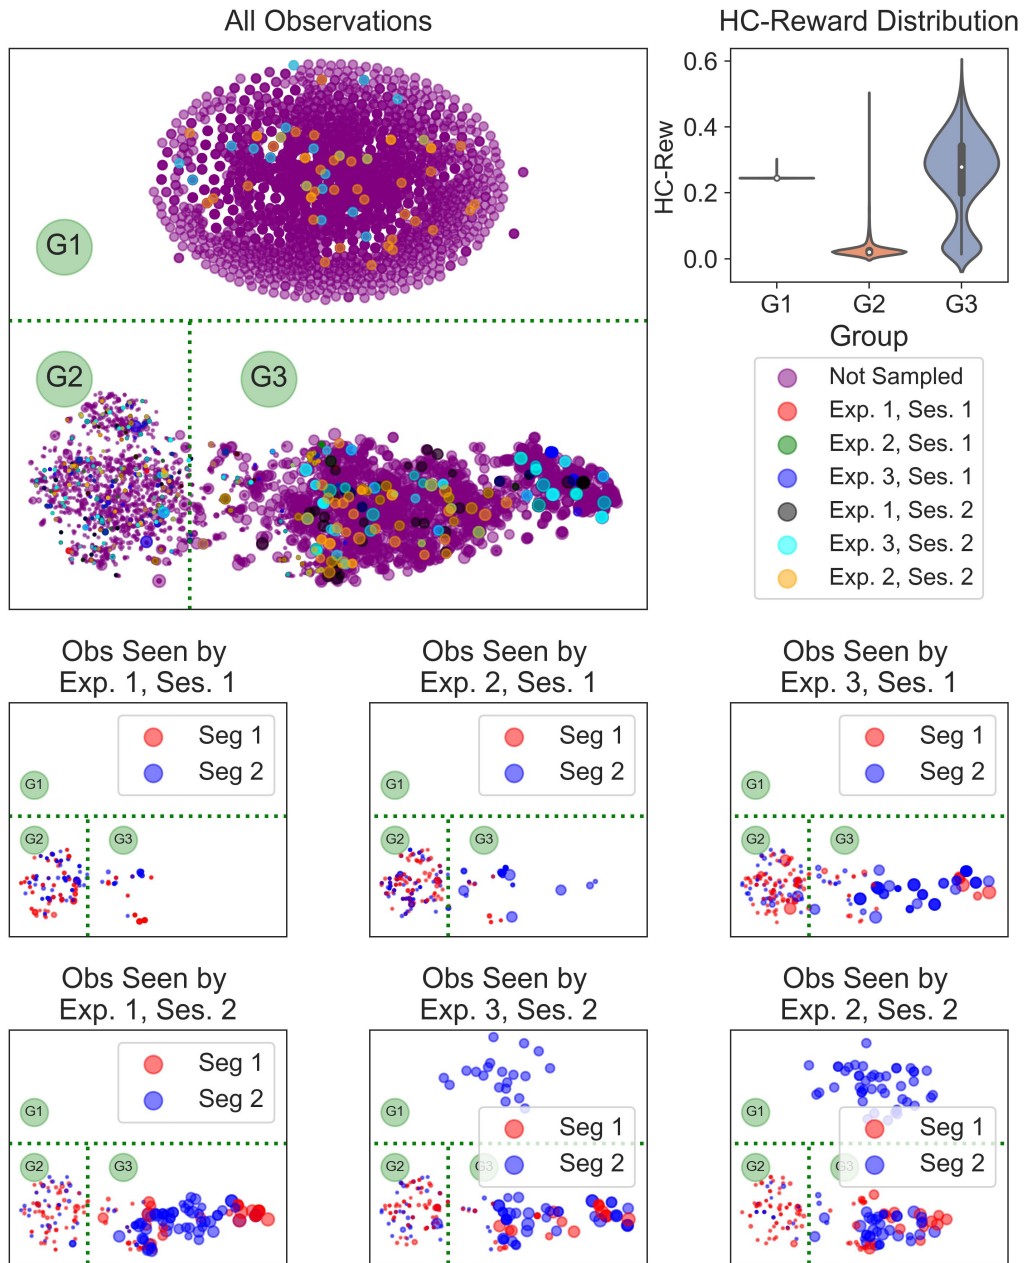 All Observations
G1
G2
G3
HC-Reward Distribution
HC-Rew
0.6
0.4
0.2
0.0
G1 G2 G3
Group
Not Sampled
Exp. 1, Ses. 1
Exp. 2, Ses. 1
Exp. 3, Ses. 1
Exp. 1, Ses. 2
Exp. 3, Ses. 2
Exp. 2, Ses. 2
Obs Seen by
Exp. 1, Ses. 1
Seg 1
Seg 2
G1
G2
G3
Obs Seen by
Exp. 2, Ses. 1
Seg 1
Seg 2
G1
G2
G3
Obs Seen by
Exp. 3, Ses. 1
Seg 1
Seg 2
G1
G2
G3
Obs Seen by
Exp. 1, Ses. 2
Seg 1
Seg 2
G1
G2
G3
Obs Seen by
Exp. 3, Ses. 2
G1
Seg 1
Seg 2
G2
G3
Obs Seen by
Exp. 2, Ses. 2
G1
Seg 1
Seg 2
G2
G3